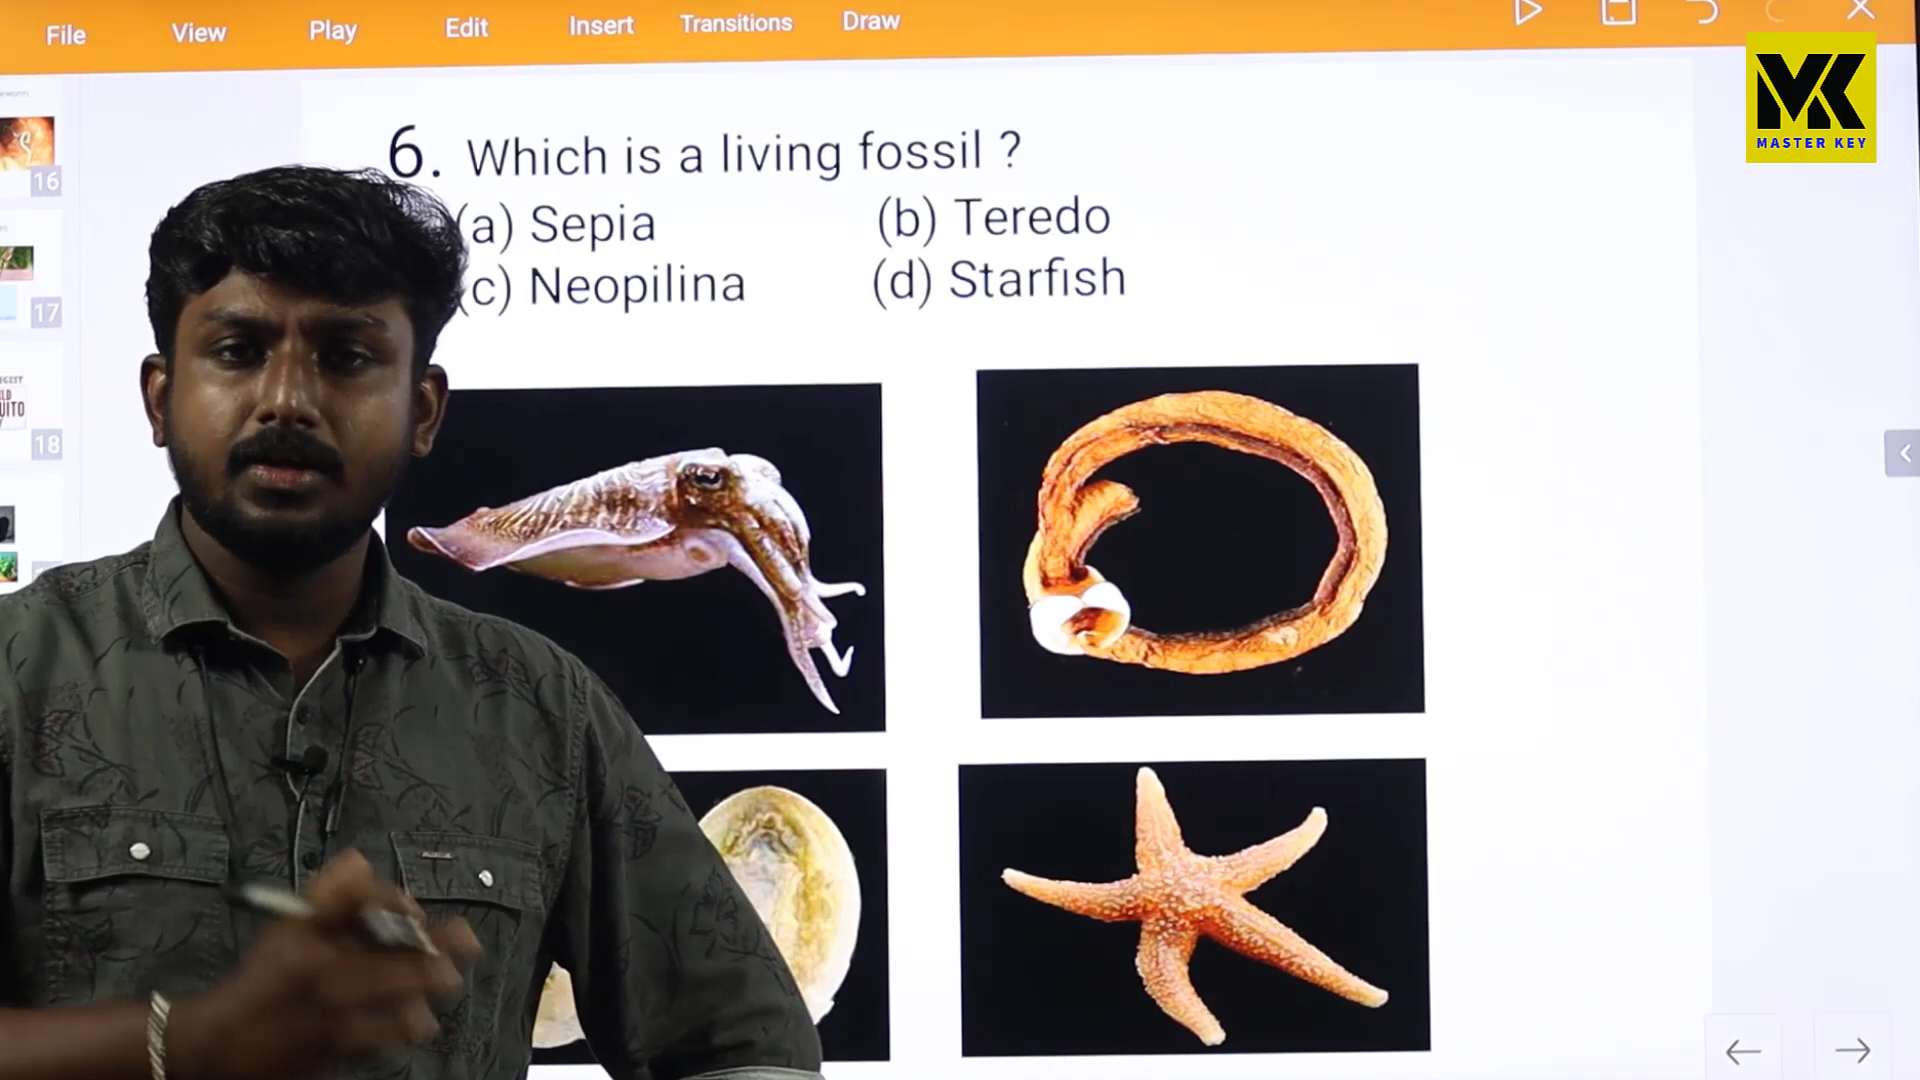 File View Play Edit Insert Transitions Draw
MK
MASTER KEY
6. Which is a living fossil ?
(a) Sepia (b) Teredo
(c) Neopilina (d) Starfish
16
17
18